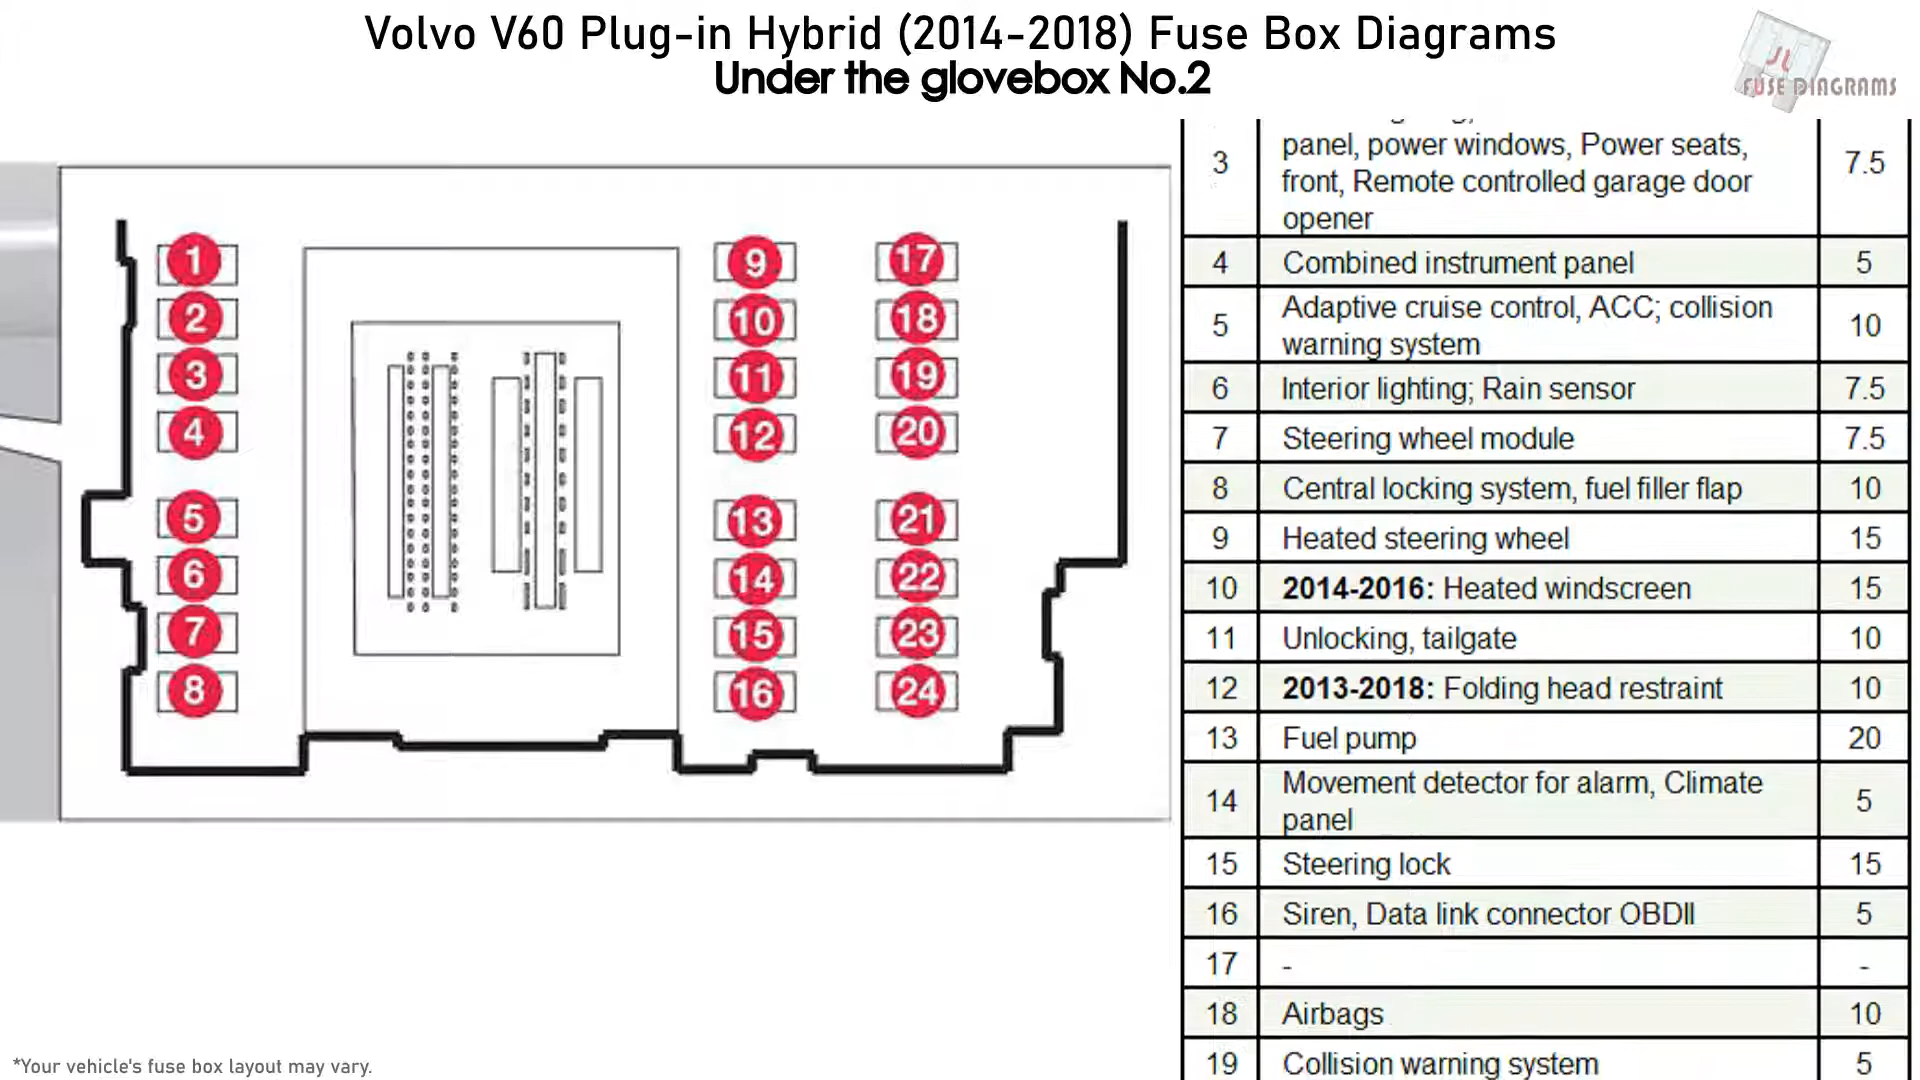 Volvo V60 Plug-in Hybrid (2014-2018) Fuse Box Diagrams
Under the glovebox No.2
JL
FUSE DIAGRAMS
1
2
3
4
5
6
7
8
9
10
11
12
13
14
15
16
17
18
19
20
21
22
23
24
3 panel, power windows, Power seats, 7.5
front, Remote controlled garage door
opener
4 Combined instrument panel 5
5 Adaptive cruise control, ACC; collision 10
warning system
6 Interior lighting; Rain sensor 7.5
7 Steering wheel module 7.5
8 Central locking system, fuel filler flap 10
9 Heated steering wheel 15
10 2014-2016: Heated windscreen 15
11 Unlocking, tailgate 10
12 2013-2018: Folding head restraint 10
13 Fuel pump 20
14 Movement detector for alarm, Climate 5
panel
15 Steering lock 15
16 Siren, Data link connector OBDII 5
17 - -
18 Airbags 10
19 Collision warning system 5
*Your vehicle's fuse box layout may vary.